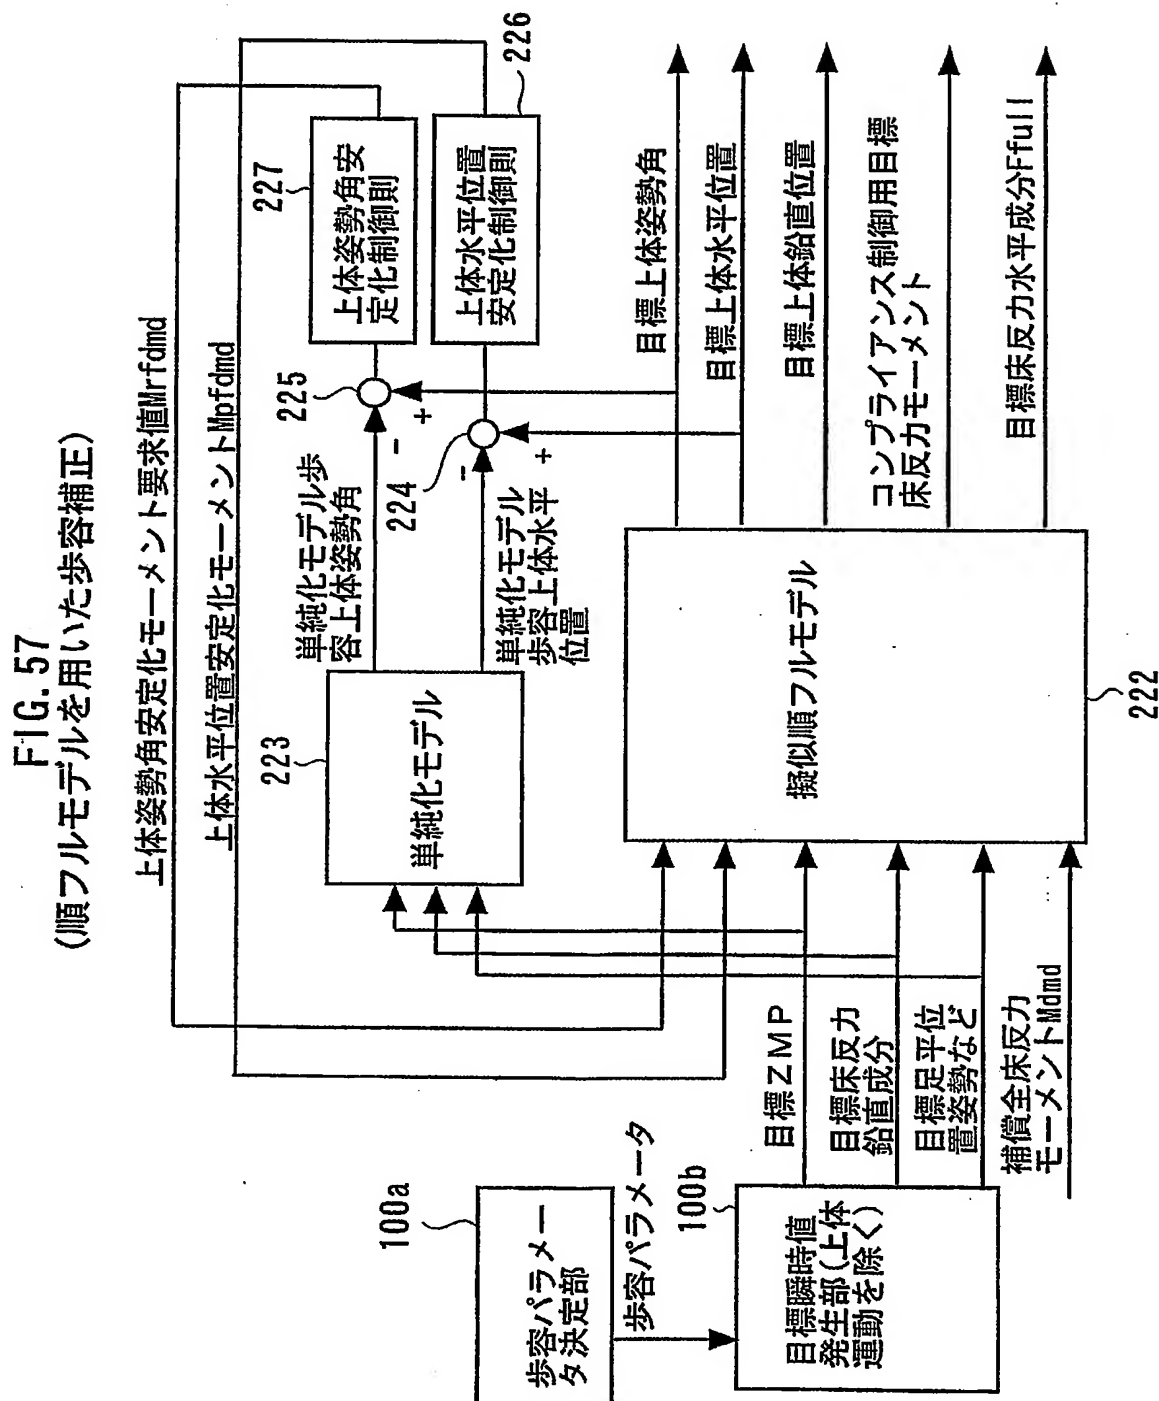 FIG.57
(順フルモデルを用いた歩容補正)
上体姿勢角安定化モーメント要求値Mrfdmd
上体水平位置安定化モーメントMpfdmd
227
上体姿勢角安
定化制御則
226
上体水平位置
安定化制御則
225
224
+
-
+
-
223
単純化モデル
単純化モデル歩
容上体姿勢角
単純化モデル
歩容上体水平
位置
100a
歩容パラメー
タ決定部
歩容パラメータ
100b
目標瞬時値
発生部(上体
運動を除く)
目標ZMP
目標床反力
鉛直成分
目標足平位
置姿勢など
補償全床反力
モーメントMdmd
擬似順フルモデル
222
目標上体姿勢角
目標上体水平位置
目標上体鉛直位置
コンプライアンス制御用目標
床反力モーメント
目標床反力水平成分Ffull